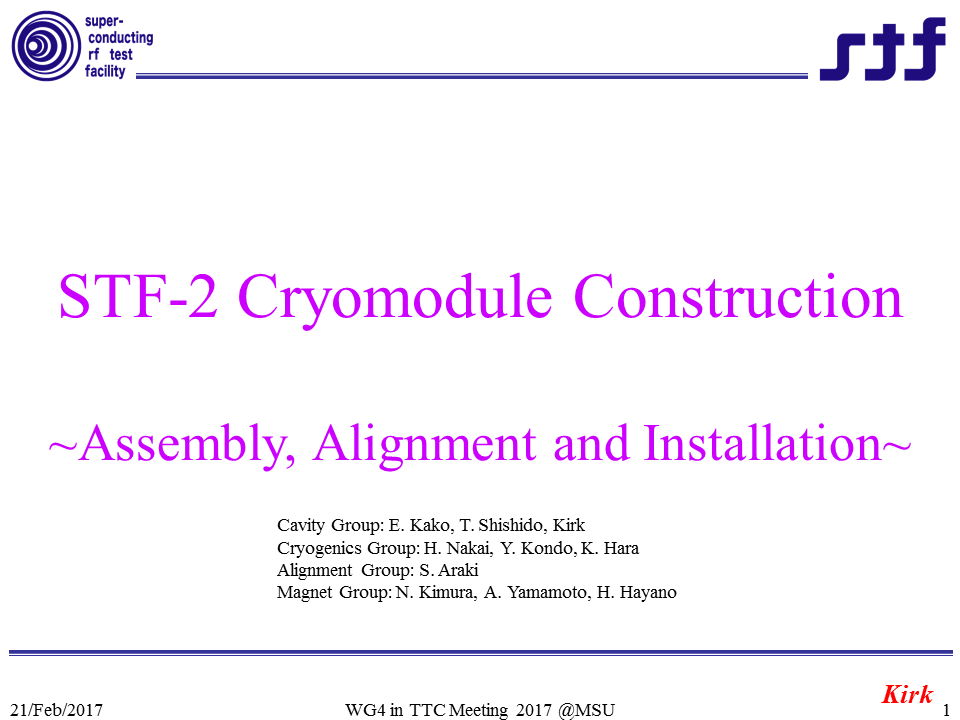 super-
conducting
rf test
facility
stf
STF-2 Cryomodule Construction
~Assembly, Alignment and Installation~
Cavity Group: E. Kako, T. Shishido, Kirk
Cryogenics Group: H. Nakai, Y. Kondo, K. Hara
Alignment Group: S. Araki
Magnet Group: N. Kimura, A. Yamamoto, H. Hayano
Kirk
21/Feb/2017 WG4 in TTC Meeting 2017 @MSU 1